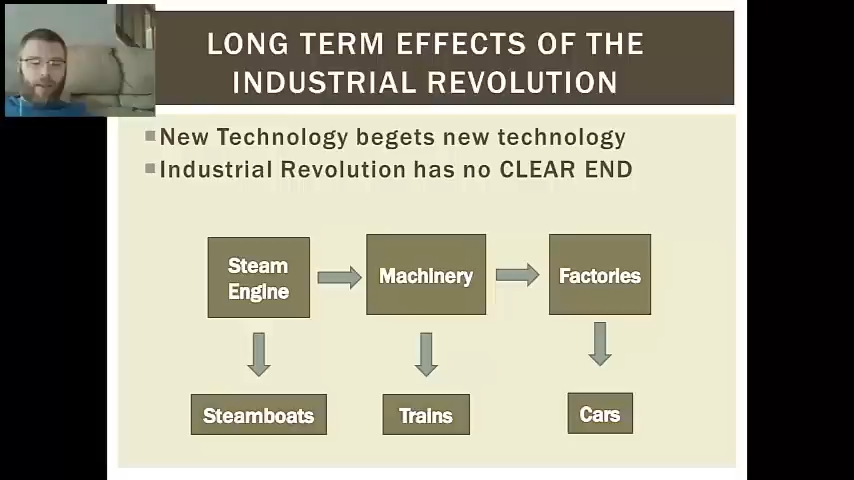 LONG TERM EFFECTS OF THE
INDUSTRIAL REVOLUTION
New Technology begets new technology
Industrial Revolution has no CLEAR END
Steam
Engine
Machinery
Factories
Steamboats
Trains
Cars